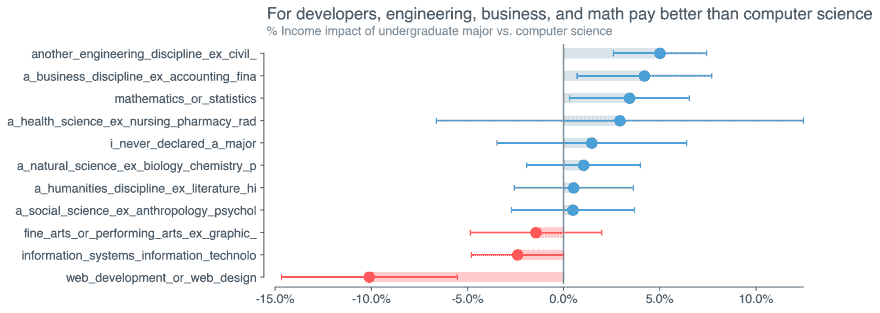 For developers, engineering, business, and math pay better than computer science
% Income impact of undergraduate major vs. computer science
another_engineering_discipline_ex_civil_
a_business_discipline_ex_accounting_fina
mathematics_or_statistics
a_health_science_ex_nursing_pharmacy_rad
i_never_declared_a_major
a_natural_science_ex_biology_chemistry_p
a_humanities_discipline_ex_literature_hi
a_social_science_ex_anthropology_psychol
fine_arts_or_performing_arts_ex_graphic_
information_systems_information_technolo
web_development_or_web_design
-15.0% -10.0% -5.0% 0.0% 5.0% 10.0%